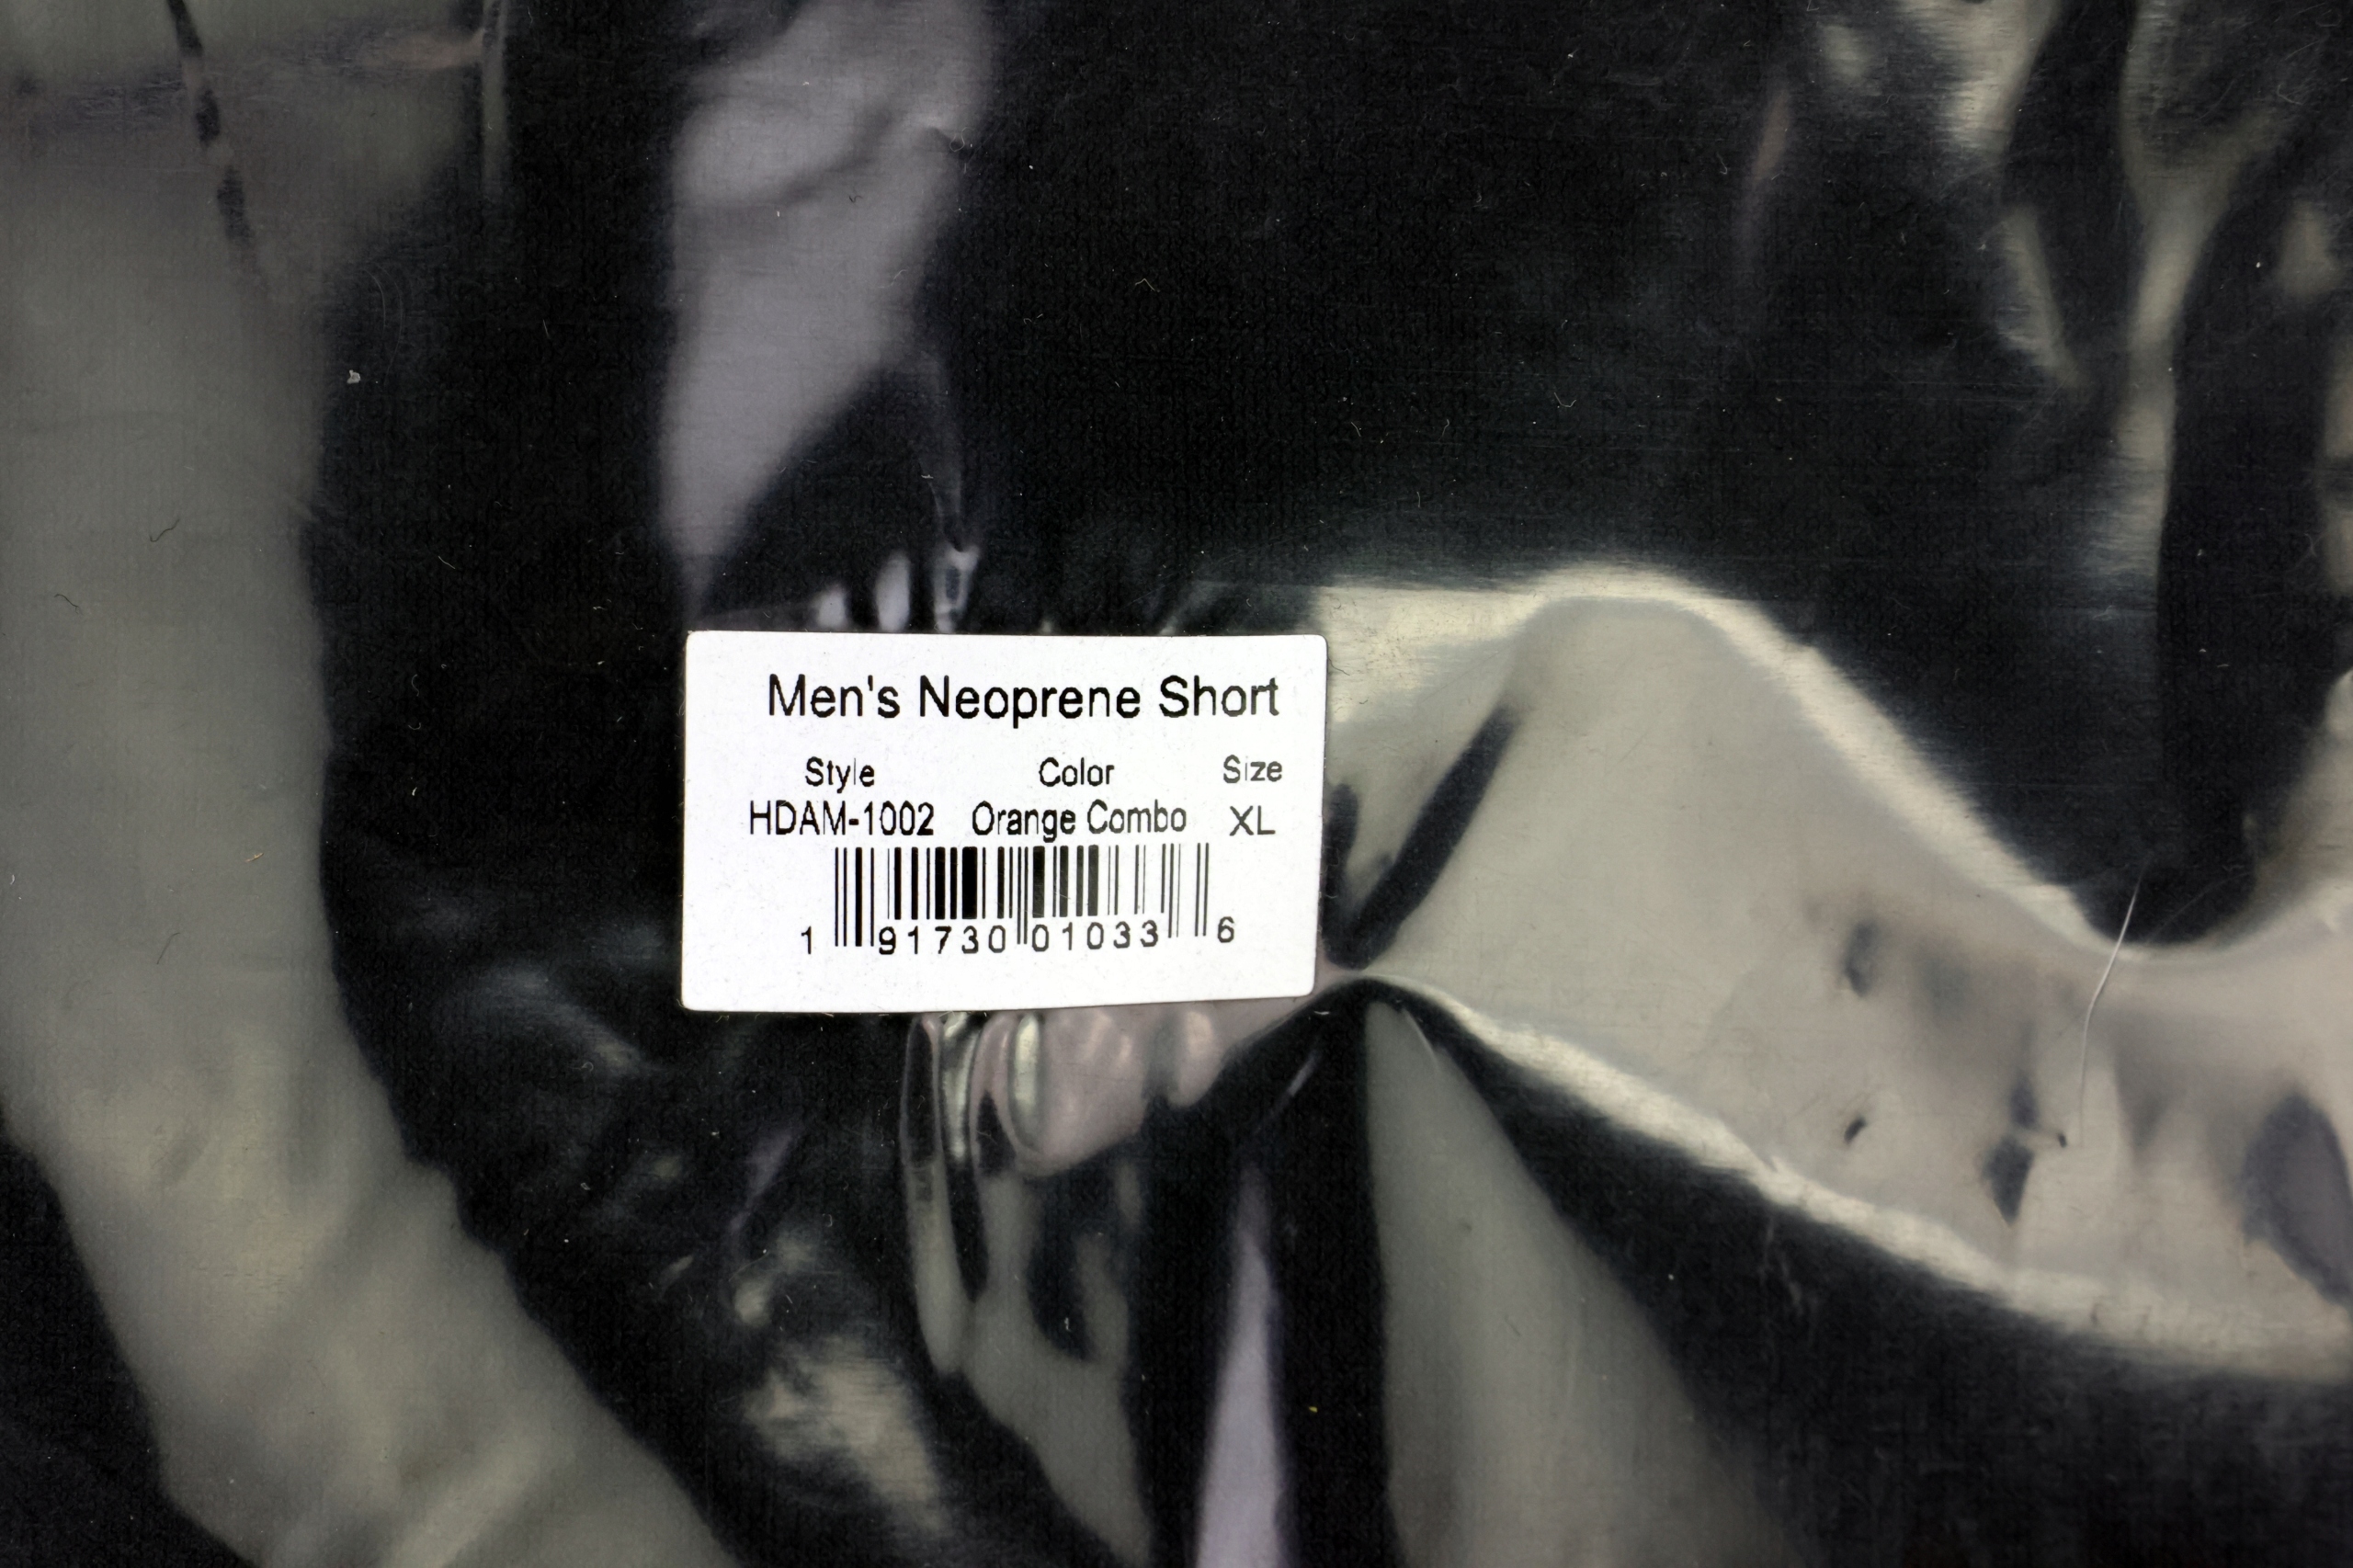 Men's Neoprene Short
Style Color Size
HDAM-1002 Orange Combo XL
1 91730 01033 6